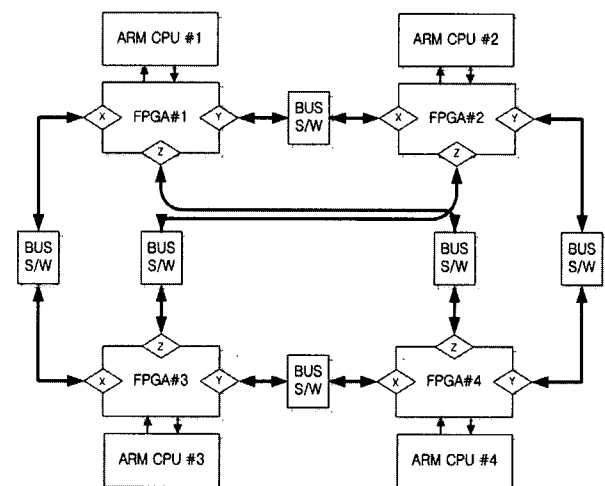 ARM CPU #1
ARM CPU #2
X
FPGA#1
Y
BUS
S/W
X
FPGA#2
Y
Z
Z
BUS
S/W
BUS
S/W
BUS
S/W
BUS
S/W
Z
Z
X
FPGA#3
Y
BUS
S/W
X
FPGA#4
Y
ARM CPU #3
ARM CPU #4